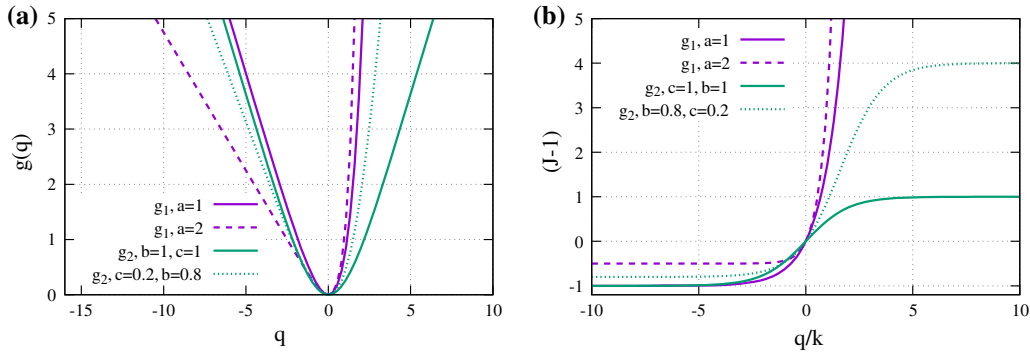 (a)
g(q)
5
4
3
2
1
0
g1, a=1
g1, a=2
g2, b=1, c=1
g2, c=0.2, b=0.8
-15 -10 -5 0 5 10
q
(b)
(J-1)
5
4
3
2
1
0
-1
g1, a=1
g1, a=2
g2, c=1, b=1
g2, b=0.8, c=0.2
-10 -5 0 5 10
q/k